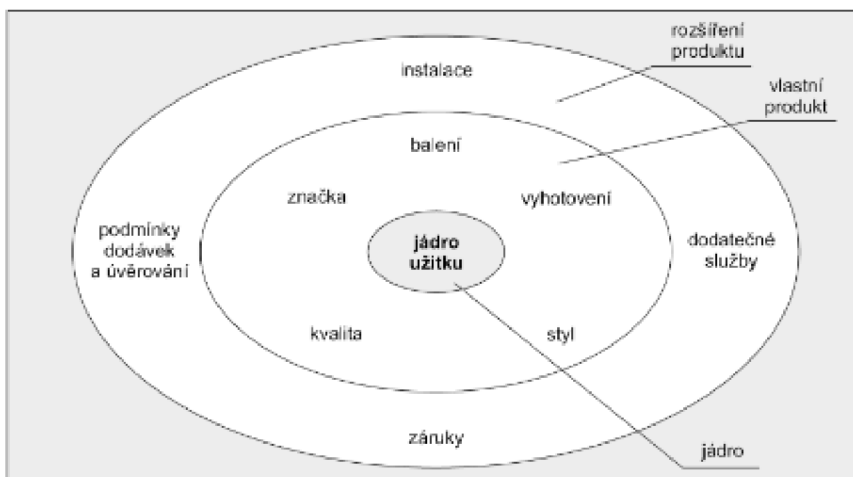 rozšíření
produktu
instalace
vlastní
produkt
balení
značka
vyhotovení
podmínky
dodávek
a úvěrování
jádro
užitku
dodatečné
služby
kvalita
styl
záruky
jádro